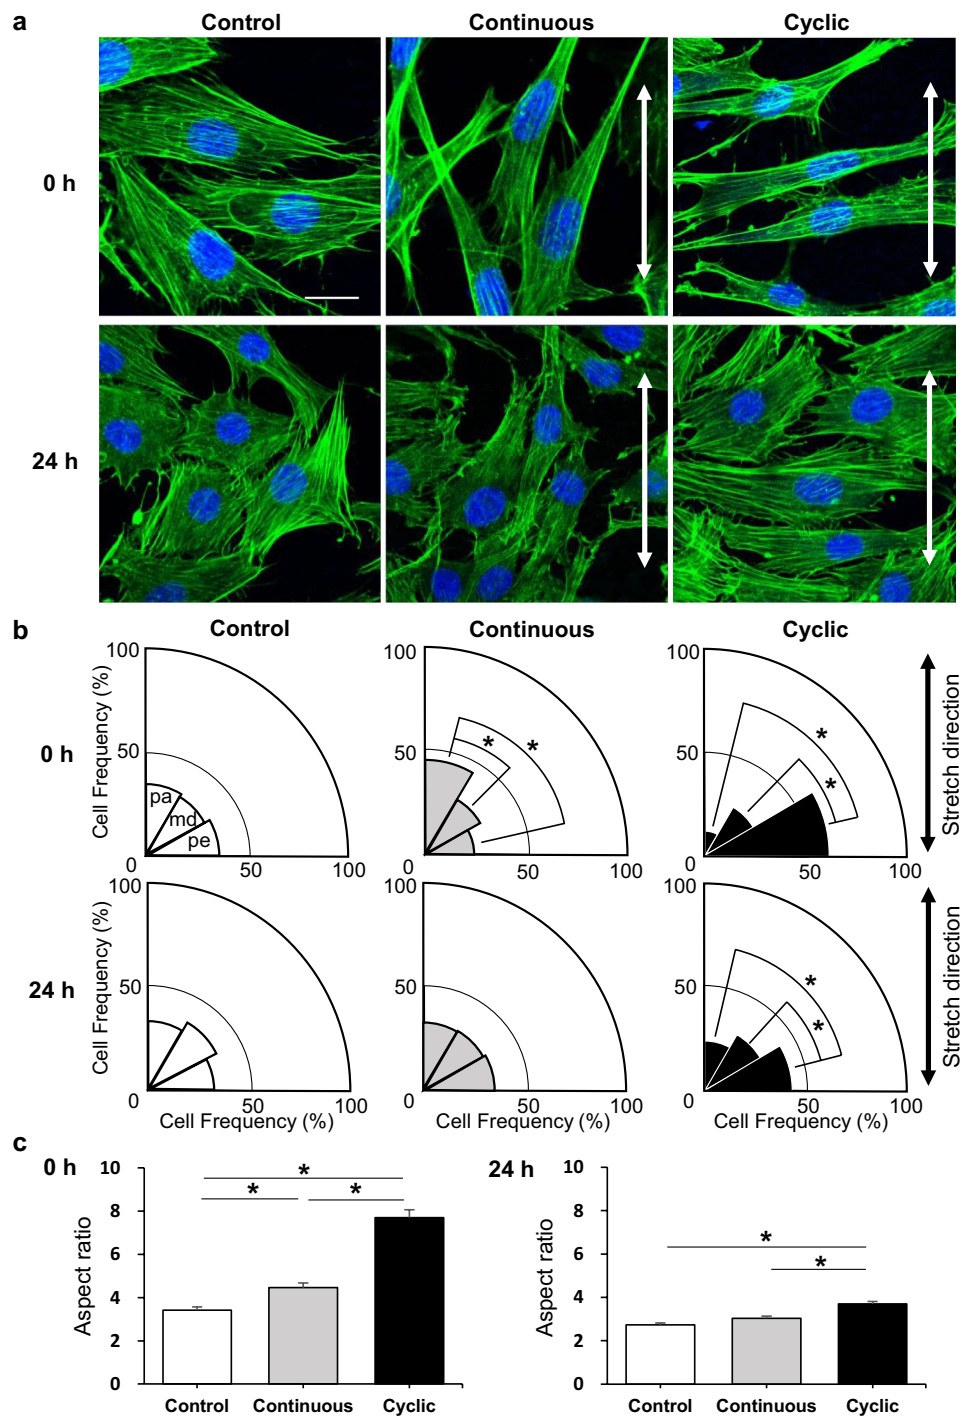 a
Control Continuous Cyclic
0 h
24 h
b
Control Continuous Cyclic
0 h
Cell Frequency (%)
100
50
0 50 100
pa
md
pe
100
50
0 50 100
* *
100
50
0 50 100
*
*
Stretch direction
24 h
Cell Frequency (%)
100
50
0 50 100
Cell Frequency (%)
100
50
0 50 100
Cell Frequency (%)
100
50
0 50 100
Cell Frequency (%)
*
*
Stretch direction
c
0 h
Aspect ratio
10
8
6
4
2
0
*
* *
Control Continuous Cyclic
24 h
Aspect ratio
10
8
6
4
2
0
*
*
Control Continuous Cyclic